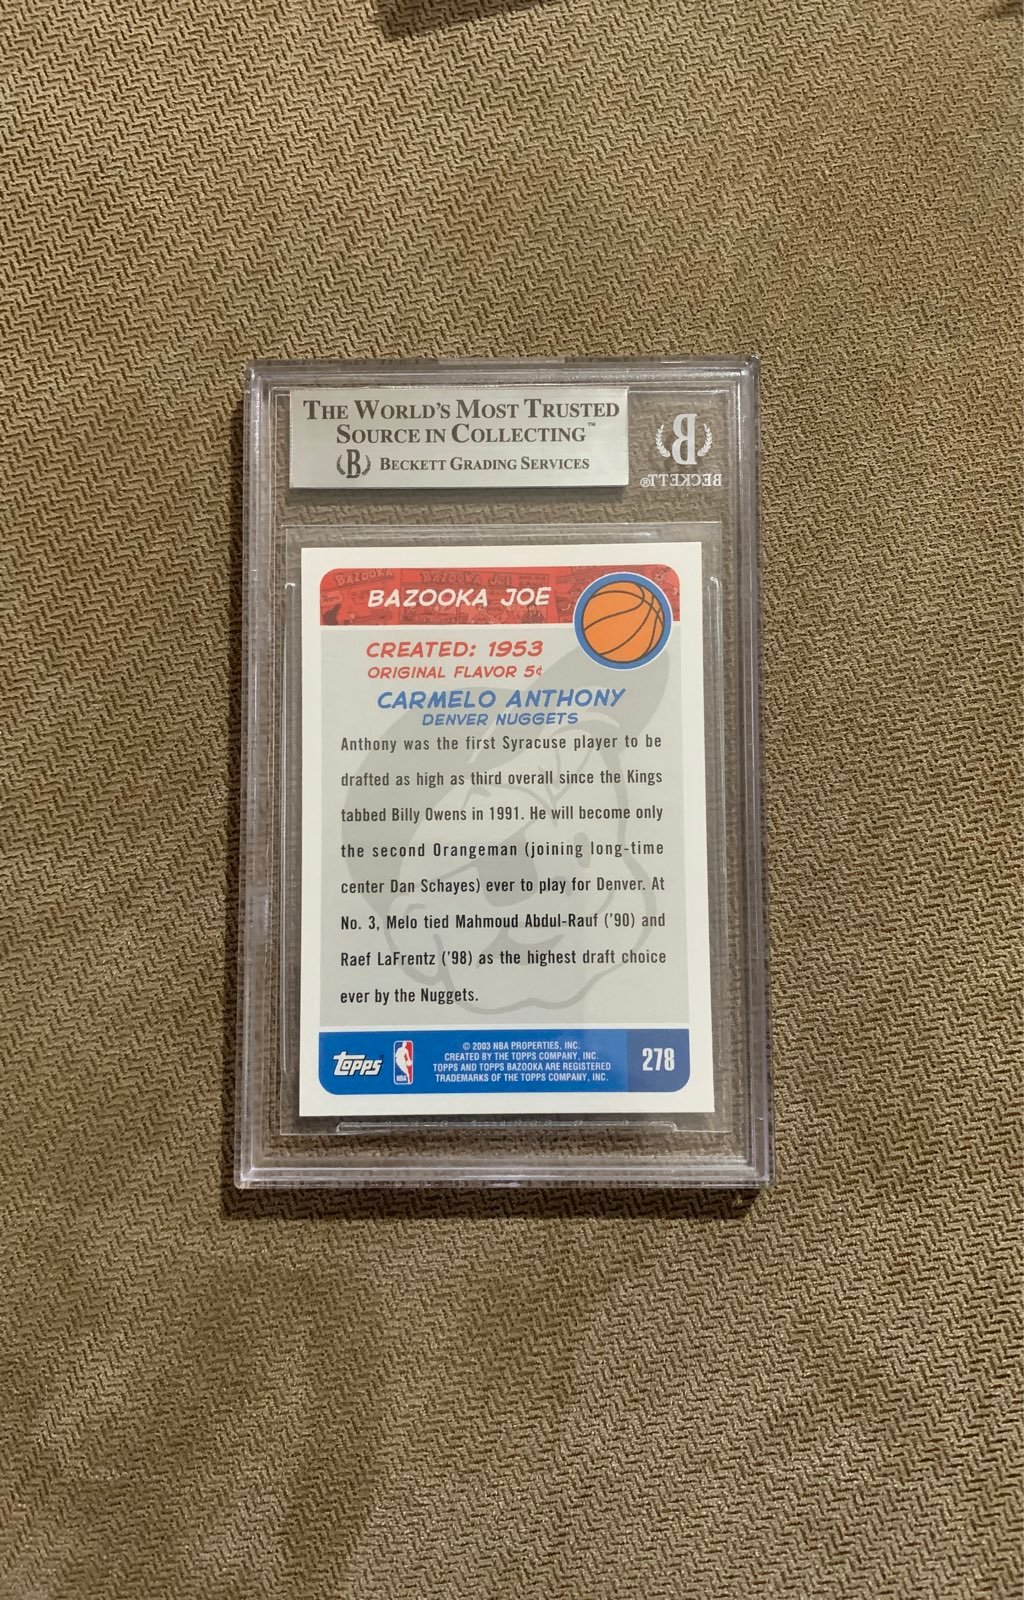 THE WORLD'S MOST TRUSTED
SOURCE IN COLLECTING™
B BECKETT GRADING SERVICES
B
BECKETT®
BAZOOKA
BAZOOKA JOE
BAZOOKA JOE
CREATED: 1953
ORIGINAL FLAVOR 5¢
CARMELO ANTHONY
DENVER NUGGETS
Anthony was the first Syracuse player to be
drafted as high as third overall since the Kings
tabbed Billy Owens in 1991. He will become only
the second Orangeman (joining long-time
center Dan Schayes) ever to play for Denver. At
No. 3, Melo tied Mahmoud Abdul-Rauf ('90) and
Raef LaFrentz ('98) as the highest draft choice
ever by the Nuggets.
topps
NBA
© 2003 NBA PROPERTIES, INC.
CREATED BY THE TOPPS COMPANY, INC.
TOPPS AND TOPPS BAZOOKA ARE REGISTERED
TRADEMARKS OF THE TOPPS COMPANY, INC.
278